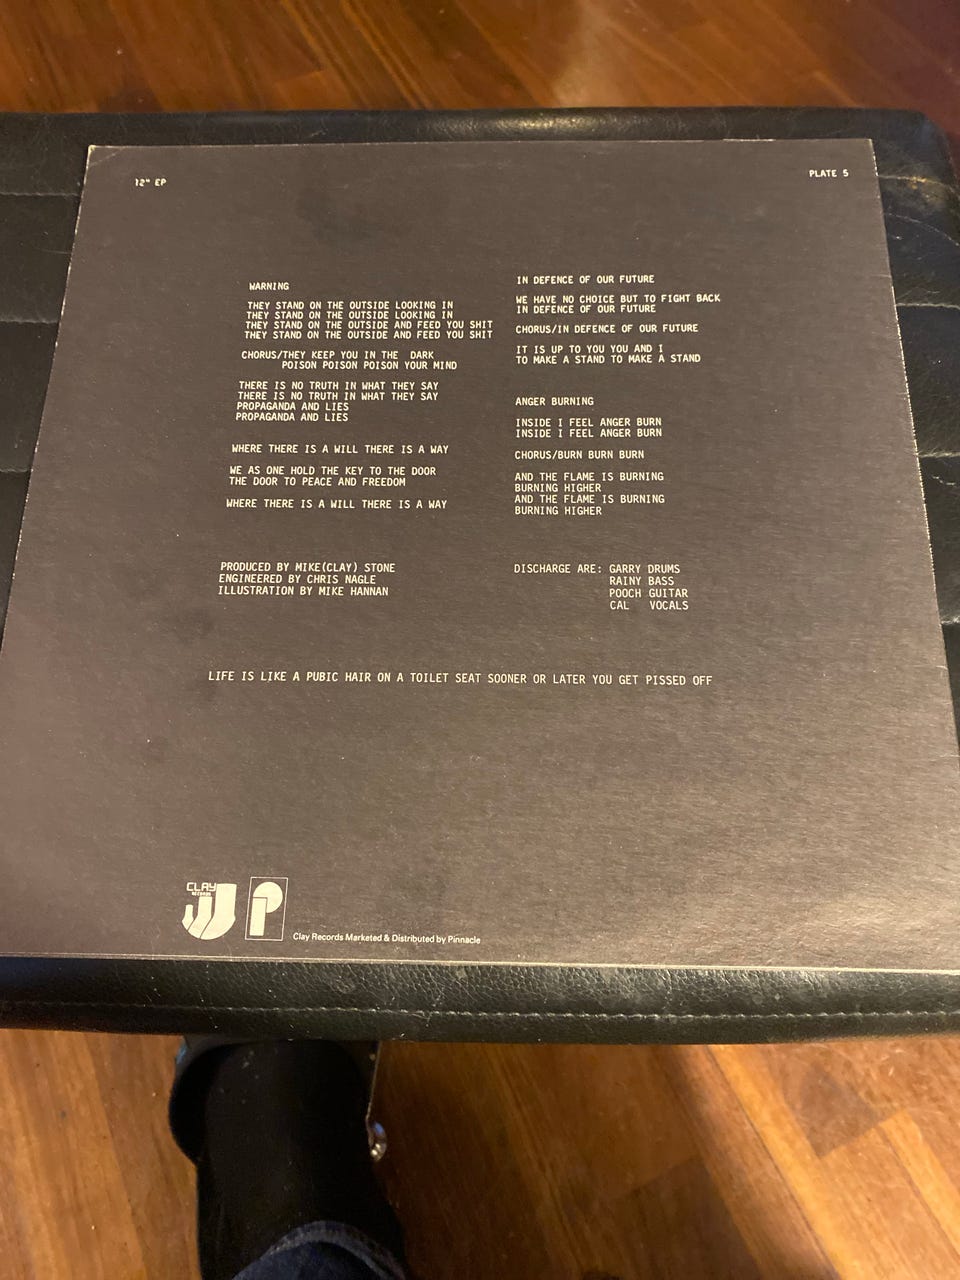 12" EP
PLATE 5
WARNING
THEY STAND ON THE OUTSIDE LOOKING IN
THEY STAND ON THE OUTSIDE LOOKING IN
THEY STAND ON THE OUTSIDE AND FEED YOU SHIT
THEY STAND ON THE OUTSIDE AND FEED YOU SHIT
CHORUS/THEY KEEP YOU IN THE DARK
POISON POISON POISON YOUR MIND
THERE IS NO TRUTH IN WHAT THEY SAY
THERE IS NO TRUTH IN WHAT THEY SAY
PROPAGANDA AND LIES
PROPAGANDA AND LIES
WHERE THERE IS A WILL THERE IS A WAY
WE AS ONE HOLD THE KEY TO THE DOOR
THE DOOR TO PEACE AND FREEDOM
WHERE THERE IS A WILL THERE IS A WAY
IN DEFENCE OF OUR FUTURE
WE HAVE NO CHOICE BUT TO FIGHT BACK
IN DEFENCE OF OUR FUTURE
CHORUS/IN DEFENCE OF OUR FUTURE
IT IS UP TO YOU YOU AND I
TO MAKE A STAND TO MAKE A STAND
ANGER BURNING
INSIDE I FEEL ANGER BURN
INSIDE I FEEL ANGER BURN
CHORUS/BURN BURN BURN
AND THE FLAME IS BURNING
BURNING HIGHER
AND THE FLAME IS BURNING
BURNING HIGHER
PRODUCED BY MIKE(CLAY) STONE
ENGINEERED BY CHRIS NAGLE
ILLUSTRATION BY MIKE HANNAN
DISCHARGE ARE: GARRY DRUMS
RAINY BASS
POOCH GUITAR
CAL VOCALS
LIFE IS LIKE A PUBIC HAIR ON A TOILET SEAT SOONER OR LATER YOU GET PISSED OFF
CLAY
RECORDS
P
Clay Records Marketed & Distributed by Pinnacle